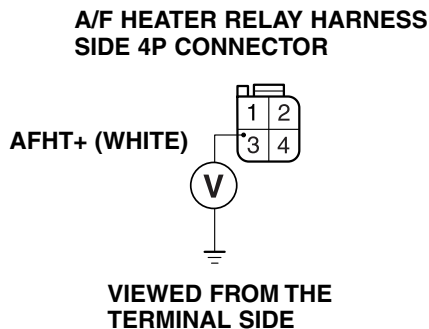 A/F HEATER RELAY HARNESS
SIDE 4P CONNECTOR
1 2
AFHT+ (WHITE)
3 4
V
VIEWED FROM THE
TERMINAL SIDE